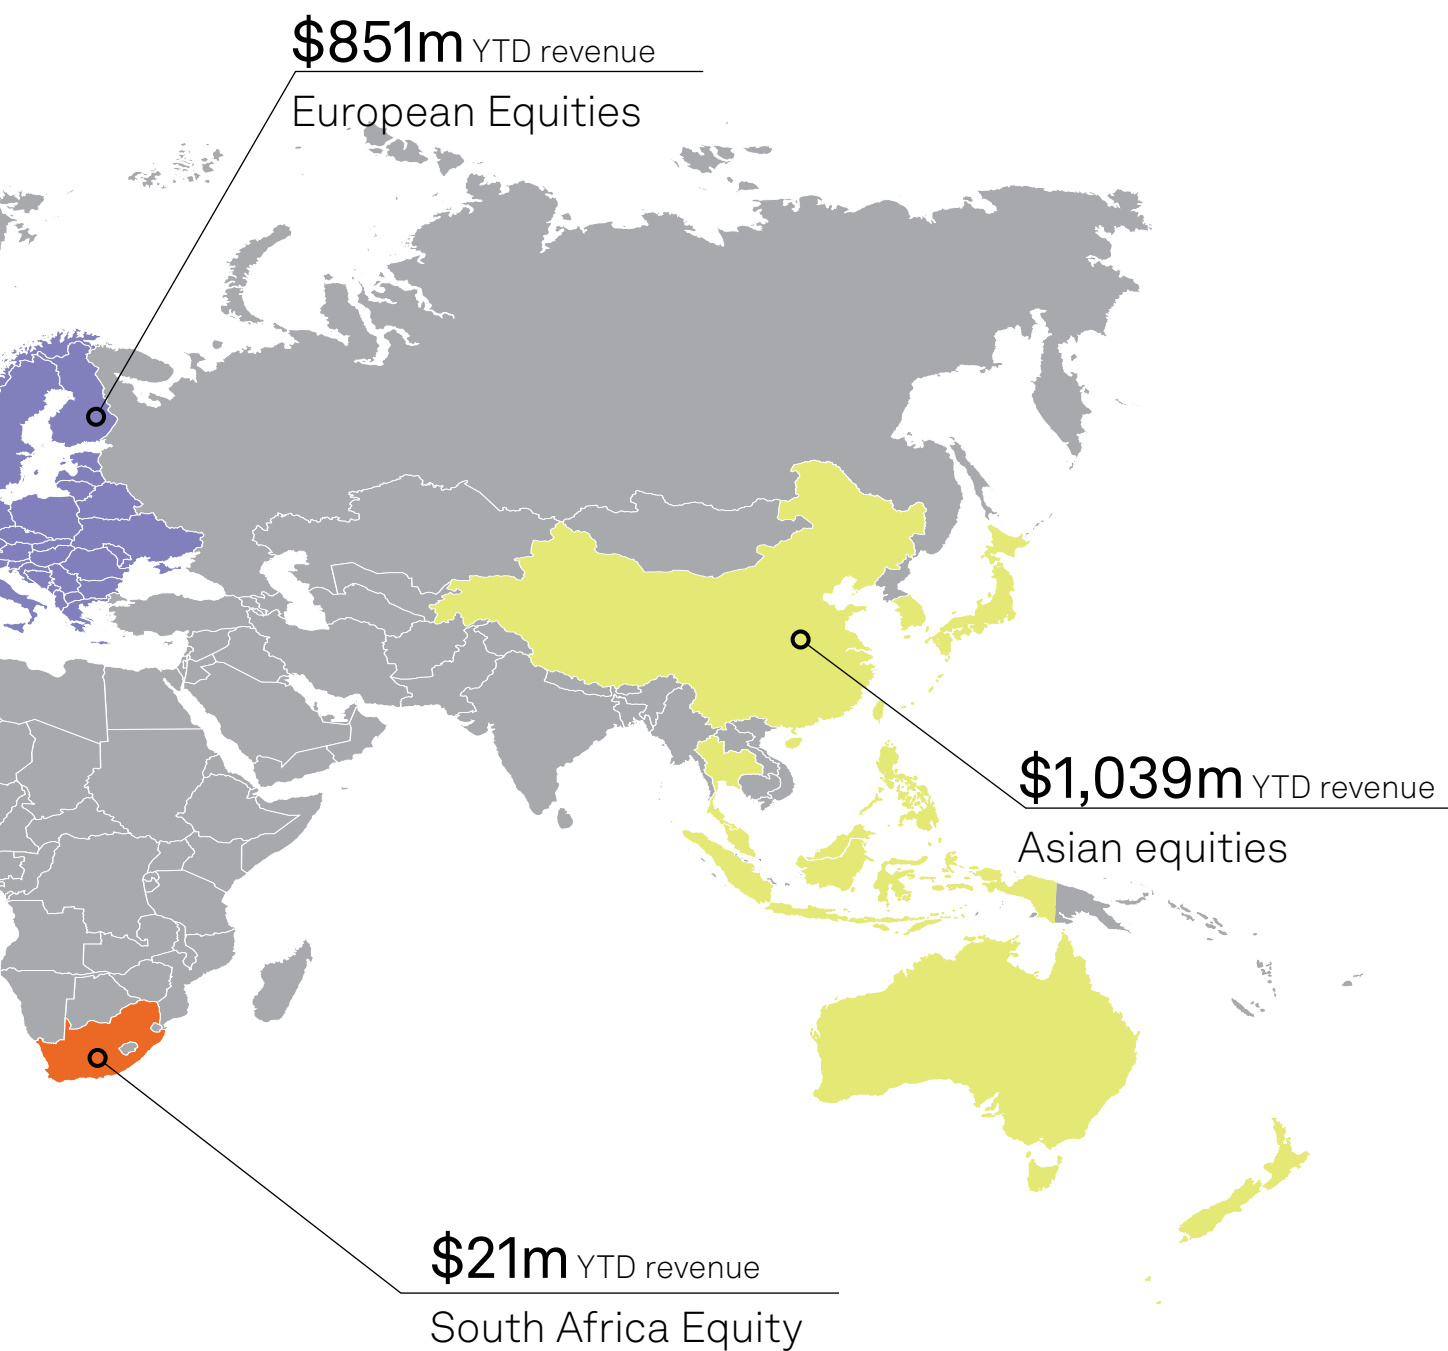 $851m YTD revenue
European Equities
$1,039m YTD revenue
Asian equities
$21m YTD revenue
South Africa Equity